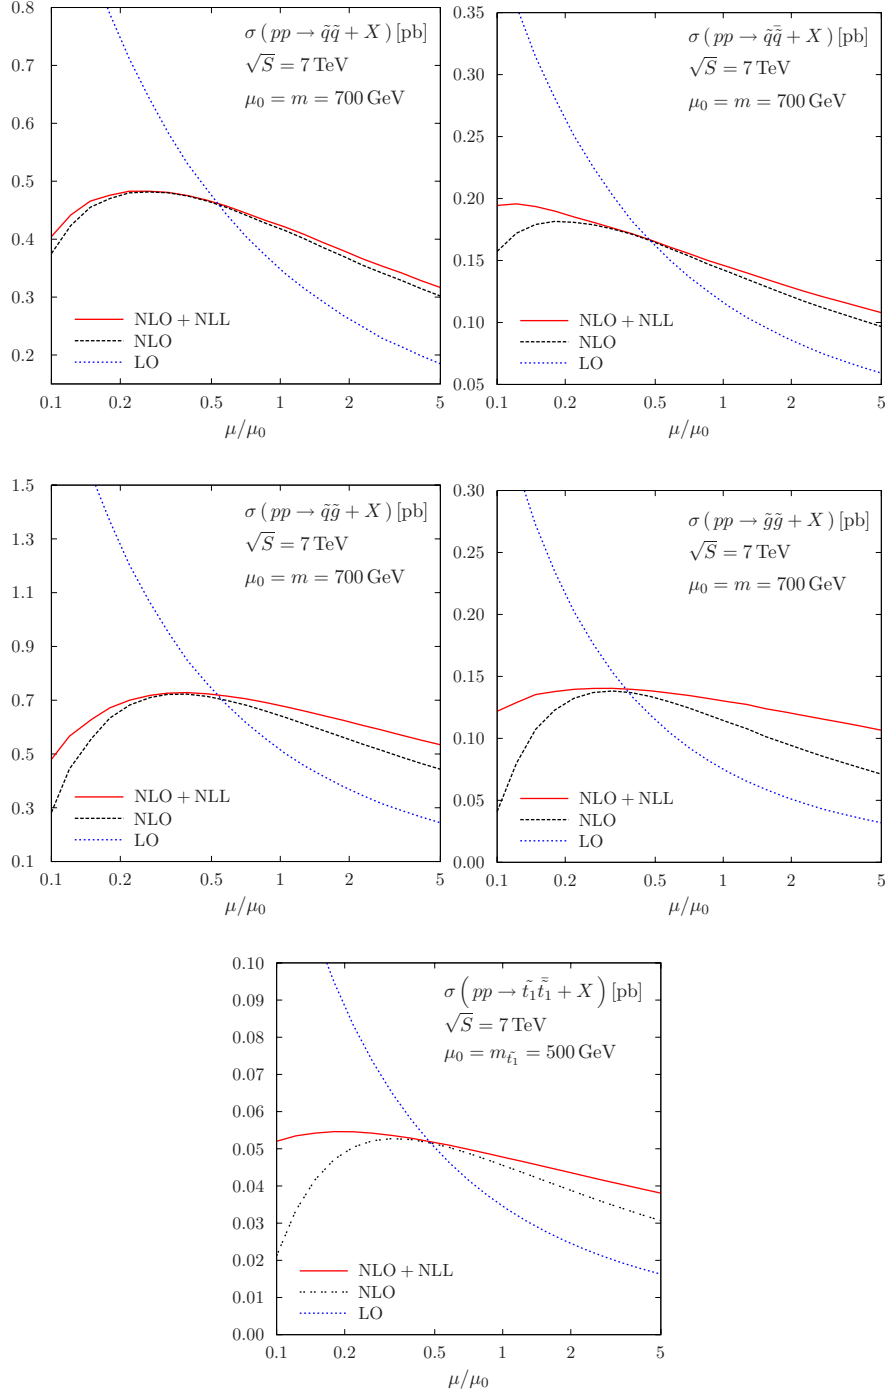 σ( pp → q̃q̃ + X ) [pb]
√S = 7 TeV
μ₀ = m = 700 GeV
0.8
0.7
0.6
0.5
0.4
0.3
0.2
NLO + NLL
NLO
LO
0.1 0.2 0.5 1 2 5
μ/μ₀
σ( pp → q̃q̃̄ + X ) [pb]
√S = 7 TeV
μ₀ = m = 700 GeV
0.35
0.30
0.25
0.20
0.15
0.10
0.05
NLO + NLL
NLO
LO
0.1 0.2 0.5 1 2 5
μ/μ₀
σ( pp → q̃g̃ + X ) [pb]
√S = 7 TeV
μ₀ = m = 700 GeV
1.5
1.3
1.1
0.9
0.7
0.5
0.3
0.1
NLO + NLL
NLO
LO
0.1 0.2 0.5 1 2 5
μ/μ₀
σ( pp → g̃g̃ + X ) [pb]
√S = 7 TeV
μ₀ = m = 700 GeV
0.30
0.25
0.20
0.15
0.10
0.05
0.00
NLO + NLL
NLO
LO
0.1 0.2 0.5 1 2 5
μ/μ₀
σ( pp → t̃₁t̃̄₁ + X ) [pb]
√S = 7 TeV
μ₀ = m_t̃₁ = 500 GeV
0.10
0.09
0.08
0.07
0.06
0.05
0.04
0.03
0.02
0.01
0.00
NLO + NLL
NLO
LO
0.1 0.2 0.5 1 2 5
μ/μ₀